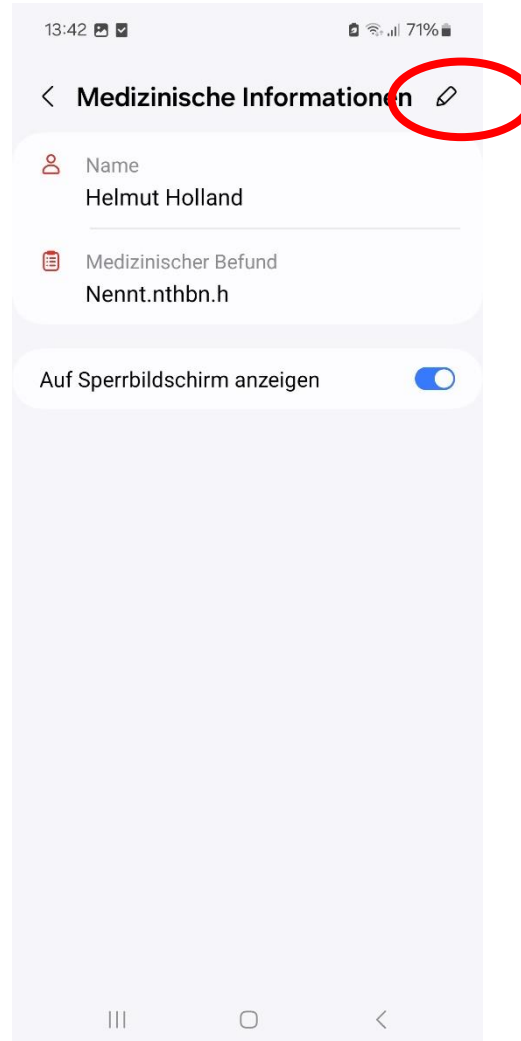 13:42
71%
Medizinische Informationen
Name
Helmut Holland
Medizinischer Befund
Nennt.nthbn.h
Auf Sperrbildschirm anzeigen